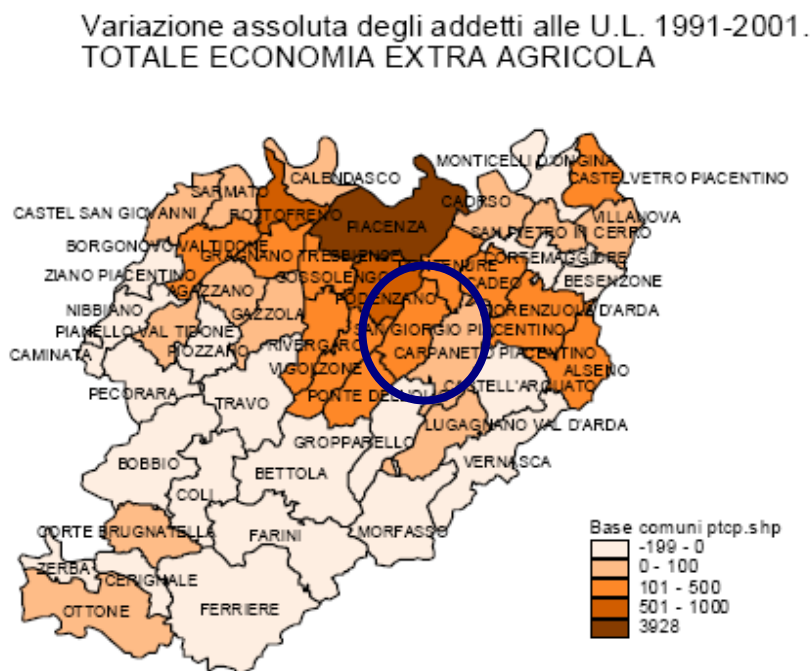 Variazione assoluta degli addetti alle U.L. 1991-2001.
TOTALE ECONOMIA EXTRA AGRICOLA
MONTICELLI D'ONGINA
CALENDASCO
CASTELVETRO PIACENTINO
SARMATO
CAORSO
CASTEL SAN GIOVANNI
ROTTOFRENO
VILLANOVA
PIACENZA
SAN PIETRO IN CERRO
BORGONOVO VALTIDONE
GRAGNANO TREBBIENSE
CORTEMAGGIORE
ZIANO PIACENTINO
GOSSOLENGO
CADEO
BESENZONE
AGAZZANO
PODENZANO
NIBBIANO
GAZZOLA
FIORENZUOLA D'ARDA
PIANELLO VAL TIDONE
SAN GIORGIO PIACENTINO
CAMINATA
PIOZZANO
RIVERGARO
CARPANETO PIACENTINO
VIGOLZONE
ALSENO
PECORARA
CASTELL'ARQUATO
TRAVO
PONTE DELL'OLIO
LUGAGNANO VAL D'ARDA
GROPPARELLO
BOBBIO
VERNASCA
BETTOLA
COLI
CORTE BRUGNATELLA
FARINI
MORFASSO
ZERBA
CERIGNALE
OTTONE
FERRIERE
Base comuni ptcp.shp
-199 - 0
0 - 100
101 - 500
501 - 1000
3928